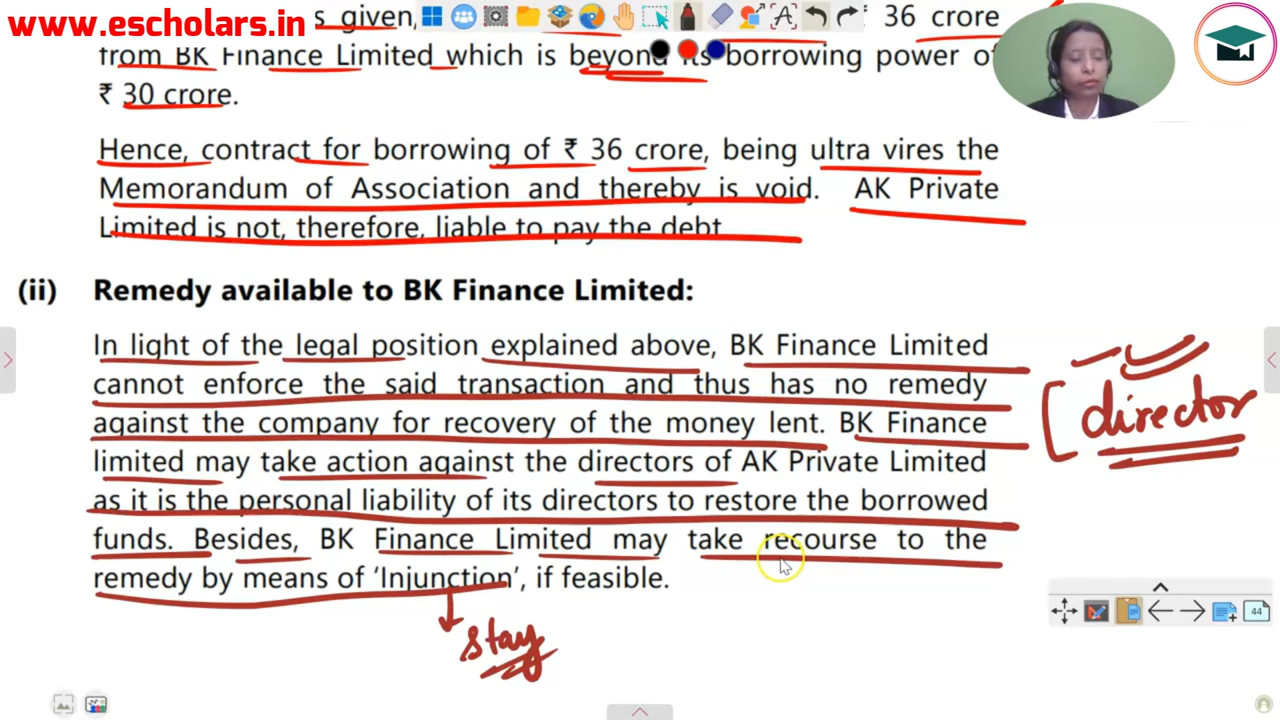 www.escholars.in
s given, 36 crore
from BK Finance Limited which is beyond its borrowing power of
₹ 30 crore.
Hence, contract for borrowing of ₹ 36 crore, being ultra vires the
Memorandum of Association and thereby is void. AK Private
Limited is not, therefore, liable to pay the debt
(ii) Remedy available to BK Finance Limited:
In light of the legal position explained above, BK Finance Limited
cannot enforce the said transaction and thus has no remedy
against the company for recovery of the money lent. BK Finance
limited may take action against the directors of AK Private Limited
as it is the personal liability of its directors to restore the borrowed
funds. Besides, BK Finance Limited may take recourse to the
remedy by means of ‘Injunction’, if feasible.
director
stay
44